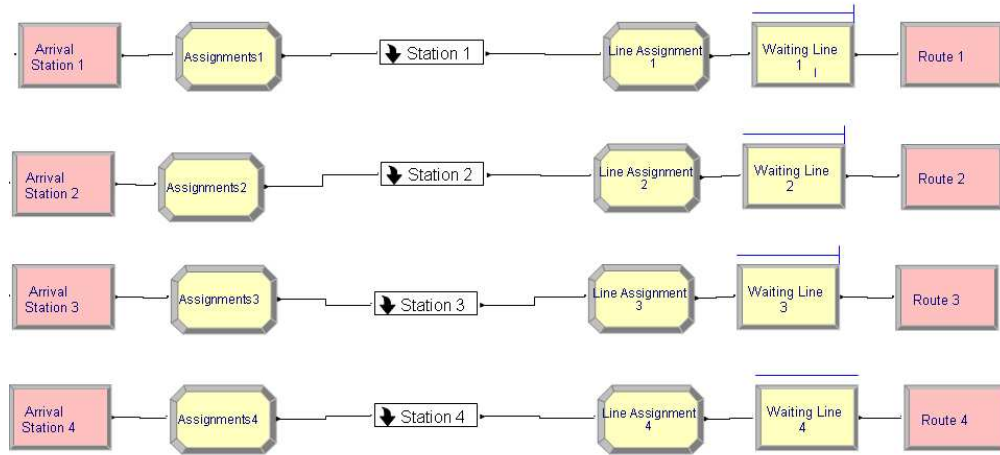 Arrival
Station 1
Assignments1
Station 1
Line Assignment
1
Waiting Line
1
Route 1
Arrival
Station 2
Assignments2
Station 2
Line Assignment
2
Waiting Line
2
Route 2
Arrival
Station 3
Assignments3
Station 3
Line Assignment
3
Waiting Line
3
Route 3
Arrival
Station 4
Assignments4
Station 4
Line Assignment
4
Waiting Line
4
Route 4